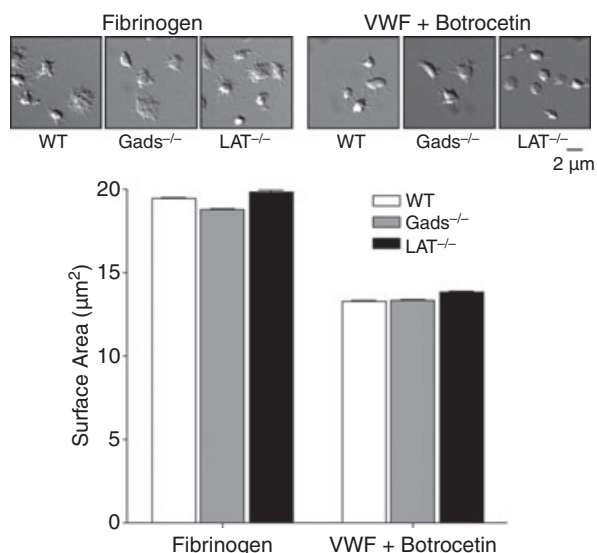 Fibrinogen VWF + Botrocetin
WT Gads⁻/⁻ LAT⁻/⁻ WT Gads⁻/⁻ LAT⁻/⁻
2 μm
20
15
10
5
0
Surface Area (μm²)
WT
Gads⁻/⁻
LAT⁻/⁻
Fibrinogen VWF + Botrocetin